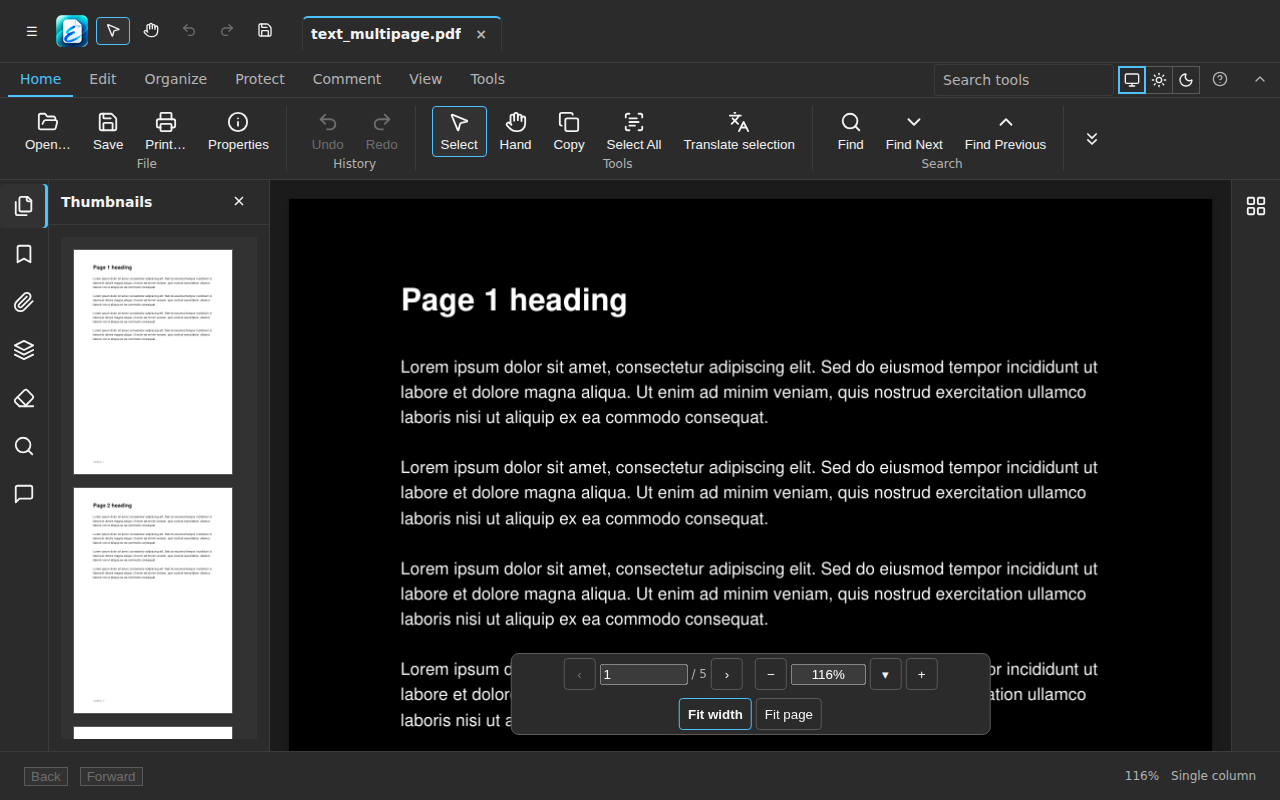 text_multipage.pdf ×
Home Edit Organize Protect Comment View Tools Search tools
Open… Save Print… Properties Undo Redo Select Hand Copy Select All Translate selection Find Find Next Find Previous
File History Tools Search
Thumbnails ×
Page 1 heading
Page 2 heading
Page 1 heading
Lorem ipsum dolor sit amet, consectetur adipiscing elit. Sed do eiusmod tempor incididunt ut
labore et dolore magna aliqua. Ut enim ad minim veniam, quis nostrud exercitation ullamco
laboris nisi ut aliquip ex ea commodo consequat.
Lorem ipsum dolor sit amet, consectetur adipiscing elit. Sed do eiusmod tempor incididunt ut
labore et dolore magna aliqua. Ut enim ad minim veniam, quis nostrud exercitation ullamco
laboris nisi ut aliquip ex ea commodo consequat.
Lorem ipsum dolor sit amet, consectetur adipiscing elit. Sed do eiusmod tempor incididunt ut
labore et dolore magna aliqua. Ut enim ad minim veniam, quis nostrud exercitation ullamco
laboris nisi ut aliquip ex ea commodo consequat.
Lorem ipsum incididunt ut
labore et ullamco
laboris nisi ut
‹ 1 / 5 › − 116% ▾ +
Fit width Fit page
Back Forward 116% Single column